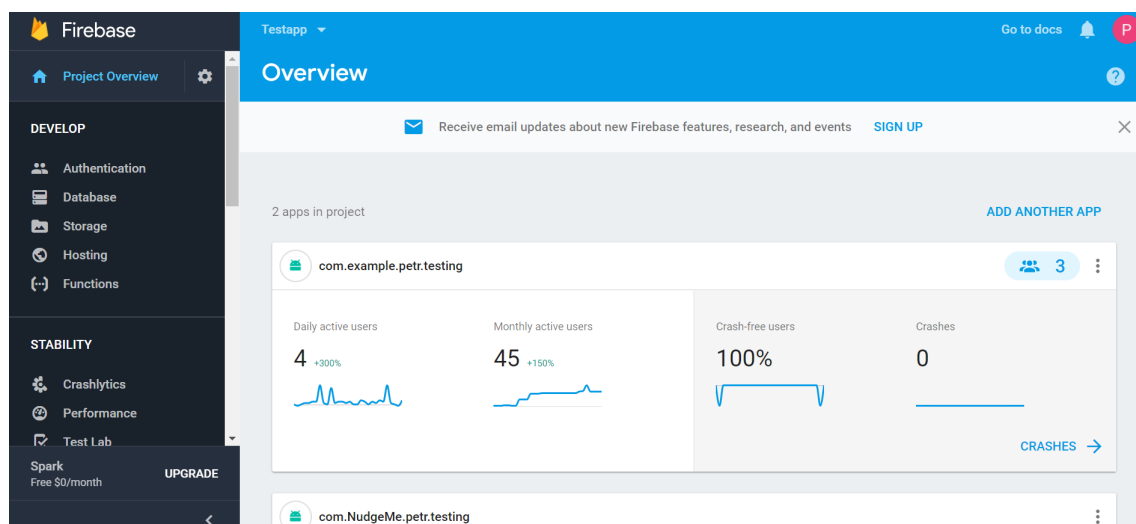 Firebase
Project Overview
DEVELOP
Authentication
Database
Storage
Hosting
Functions
STABILITY
Crashlytics
Performance
Test Lab
Spark
Free $0/month
UPGRADE
Testapp
Go to docs
P
Overview
Receive email updates about new Firebase features, research, and events SIGN UP
2 apps in project
ADD ANOTHER APP
com.example.petr.testing
3
Daily active users
4 +300%
Monthly active users
45 +150%
Crash-free users
100%
Crashes
0
CRASHES
com.NudgeMe.petr.testing